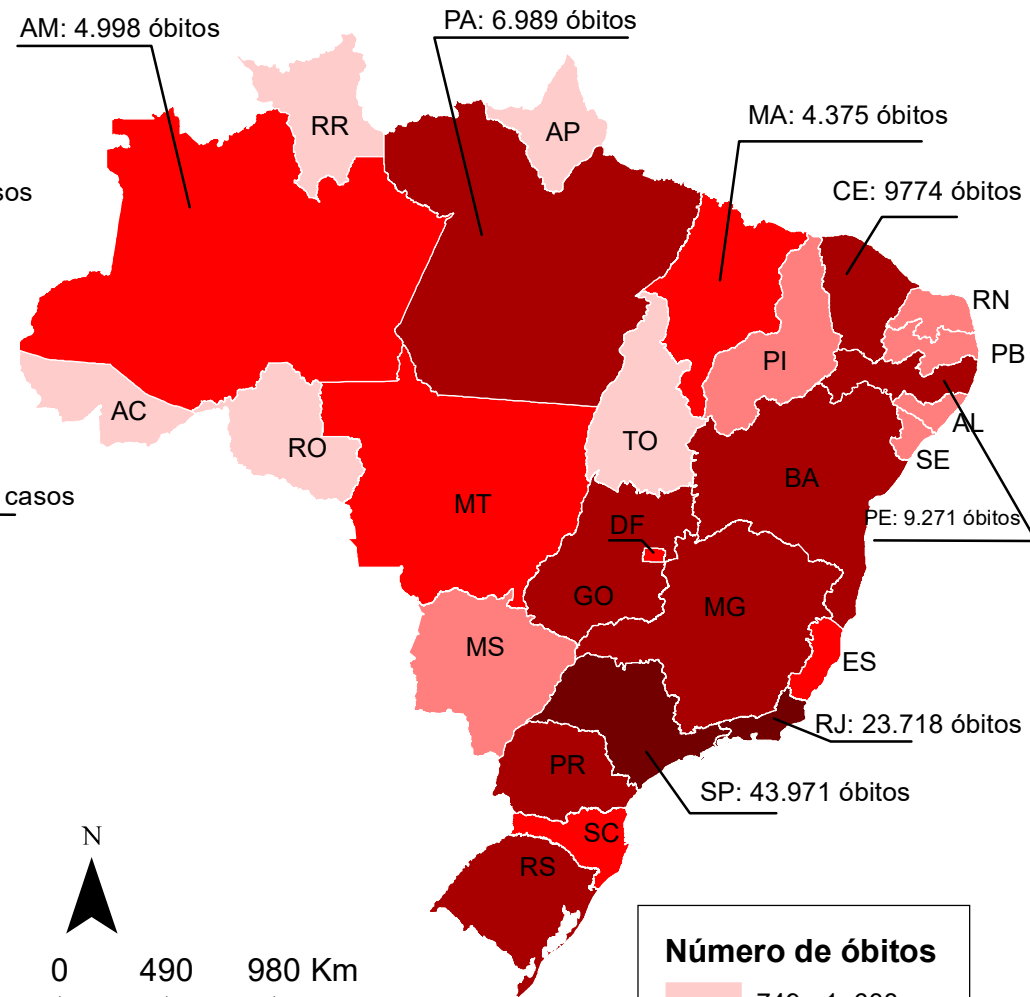 AM: 4.998 óbitos
PA: 6.989 óbitos
RR
AP
MA: 4.375 óbitos
CE: 9774 óbitos
RN
PB
PI
AC
RO
TO
AL
SE
BA
casos
MT
PE: 9.271 óbitos
DF
GO
MG
MS
ES
RJ: 23.718 óbitos
PR
SP: 43.971 óbitos
SC
N
RS
Número de óbitos
0 490 980 Km